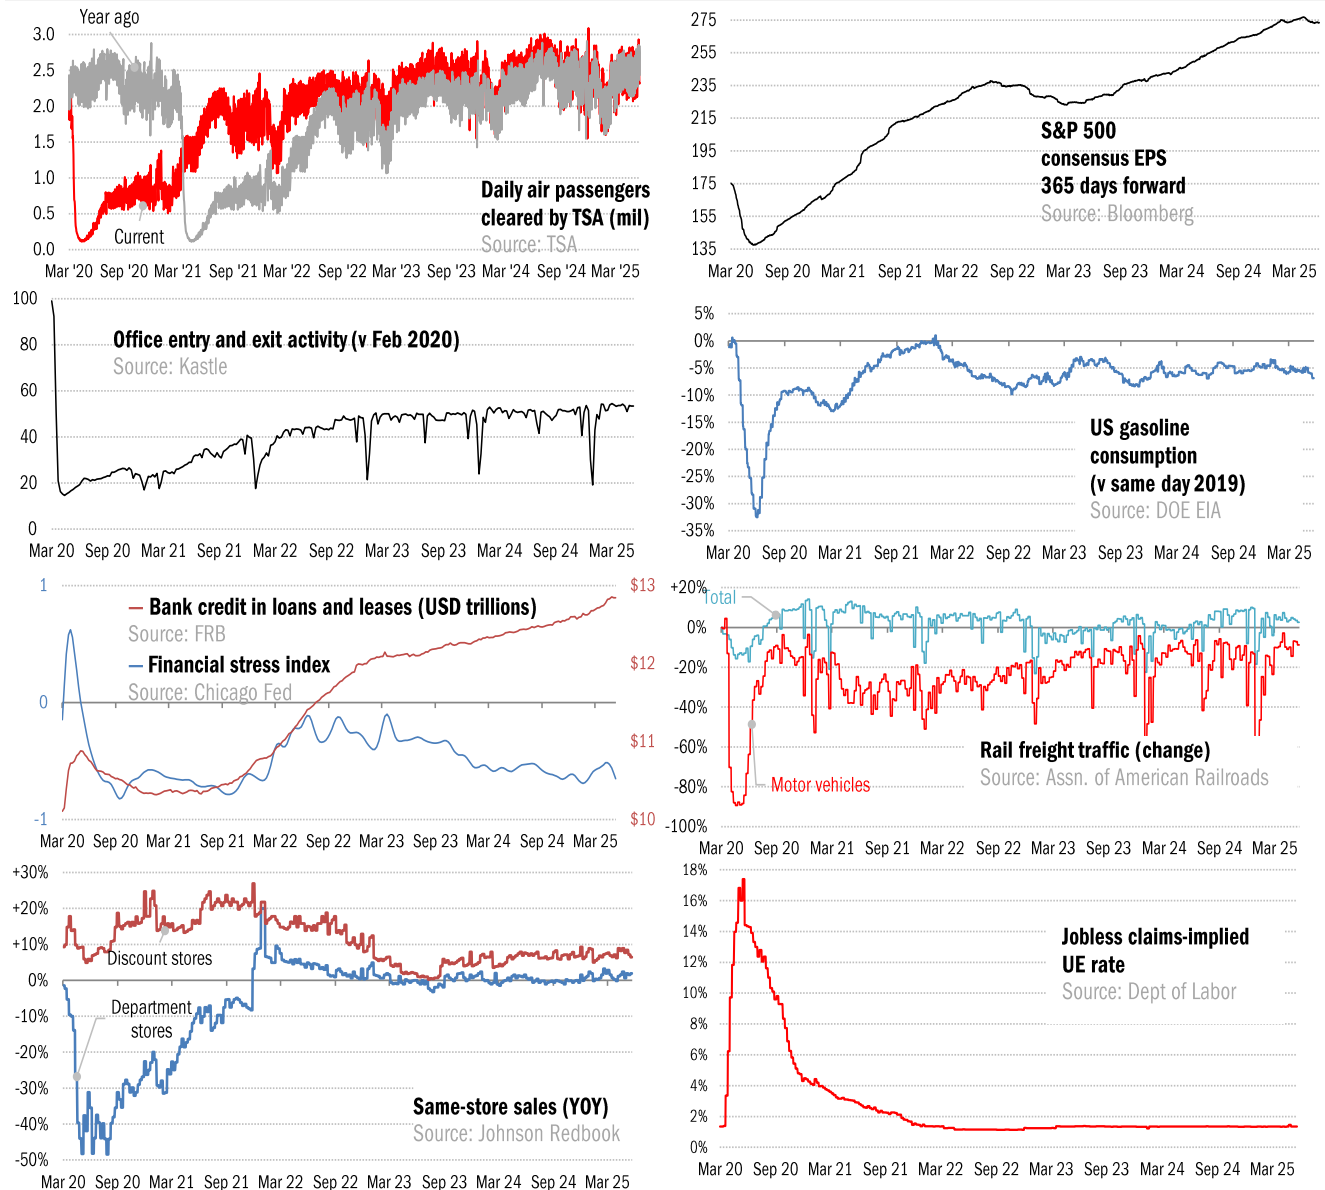 Year ago
3.0
2.5
2.0
1.5
1.0
0.5
0.0
Current
Daily air passengers
cleared by TSA (mil)
Source: TSA
Mar '20 Sep '20 Mar '21 Sep '21 Mar '22 Sep '22 Mar '23 Sep '23 Mar '24 Sep '24 Mar '25
275
255
235
215
195
175
155
135
S&P 500
consensus EPS
365 days forward
Source: Bloomberg
Mar 20 Sep 20 Mar 21 Sep 21 Mar 22 Sep 22 Mar 23 Sep 23 Mar 24 Sep 24 Mar 25
100
80
60
40
20
0
Office entry and exit activity (v Feb 2020)
Source: Kastle
Mar 20 Sep 20 Mar 21 Sep 21 Mar 22 Sep 22 Mar 23 Sep 23 Mar 24 Sep 24 Mar 25
5%
0%
-5%
-10%
-15%
-20%
-25%
-30%
-35%
US gasoline
consumption
(v same day 2019)
Source: DOE EIA
Mar 20 Sep 20 Mar 21 Sep 21 Mar 22 Sep 22 Mar 23 Sep 23 Mar 24 Sep 24 Mar 25
1
0
-1
Bank credit in loans and leases (USD trillions)
Source: FRB
Financial stress index
Source: Chicago Fed
$13
$12
$11
$10
Mar 20 Sep 20 Mar 21 Sep 21 Mar 22 Sep 22 Mar 23 Sep 23 Mar 24 Sep 24 Mar 25
+20%
0%
-20%
-40%
-60%
-80%
-100%
Total
Motor vehicles
Rail freight traffic (change)
Source: Assn. of American Railroads
Mar 20 Sep 20 Mar 21 Sep 21 Mar 22 Sep 22 Mar 23 Sep 23 Mar 24 Sep 24 Mar 25
+30%
+20%
+10%
0%
-10%
-20%
-30%
-40%
-50%
Discount stores
Department
stores
Same-store sales (YOY)
Source: Johnson Redbook
Mar 20 Sep 20 Mar 21 Sep 21 Mar 22 Sep 22 Mar 23 Sep 23 Mar 24 Sep 24 Mar 25
18%
16%
14%
12%
10%
8%
6%
4%
2%
0%
Jobless claims-implied
UE rate
Source: Dept of Labor
Mar 20 Sep 20 Mar 21 Sep 21 Mar 22 Sep 22 Mar 23 Sep 23 Mar 24 Sep 24 Mar 25